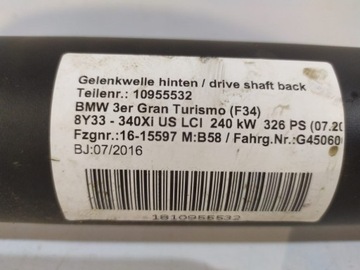 Gelenkwelle hinten / drive shaft back
Teilenr.: 10955532
BMW 3er Gran Turismo (F34)
8Y33 - 340Xi US LCI 240 kW 326 PS (07.20
Fzgnr.:16-15597 M:B58 / Fahrg.Nr.:G45060
BJ:07/2016
1810955532